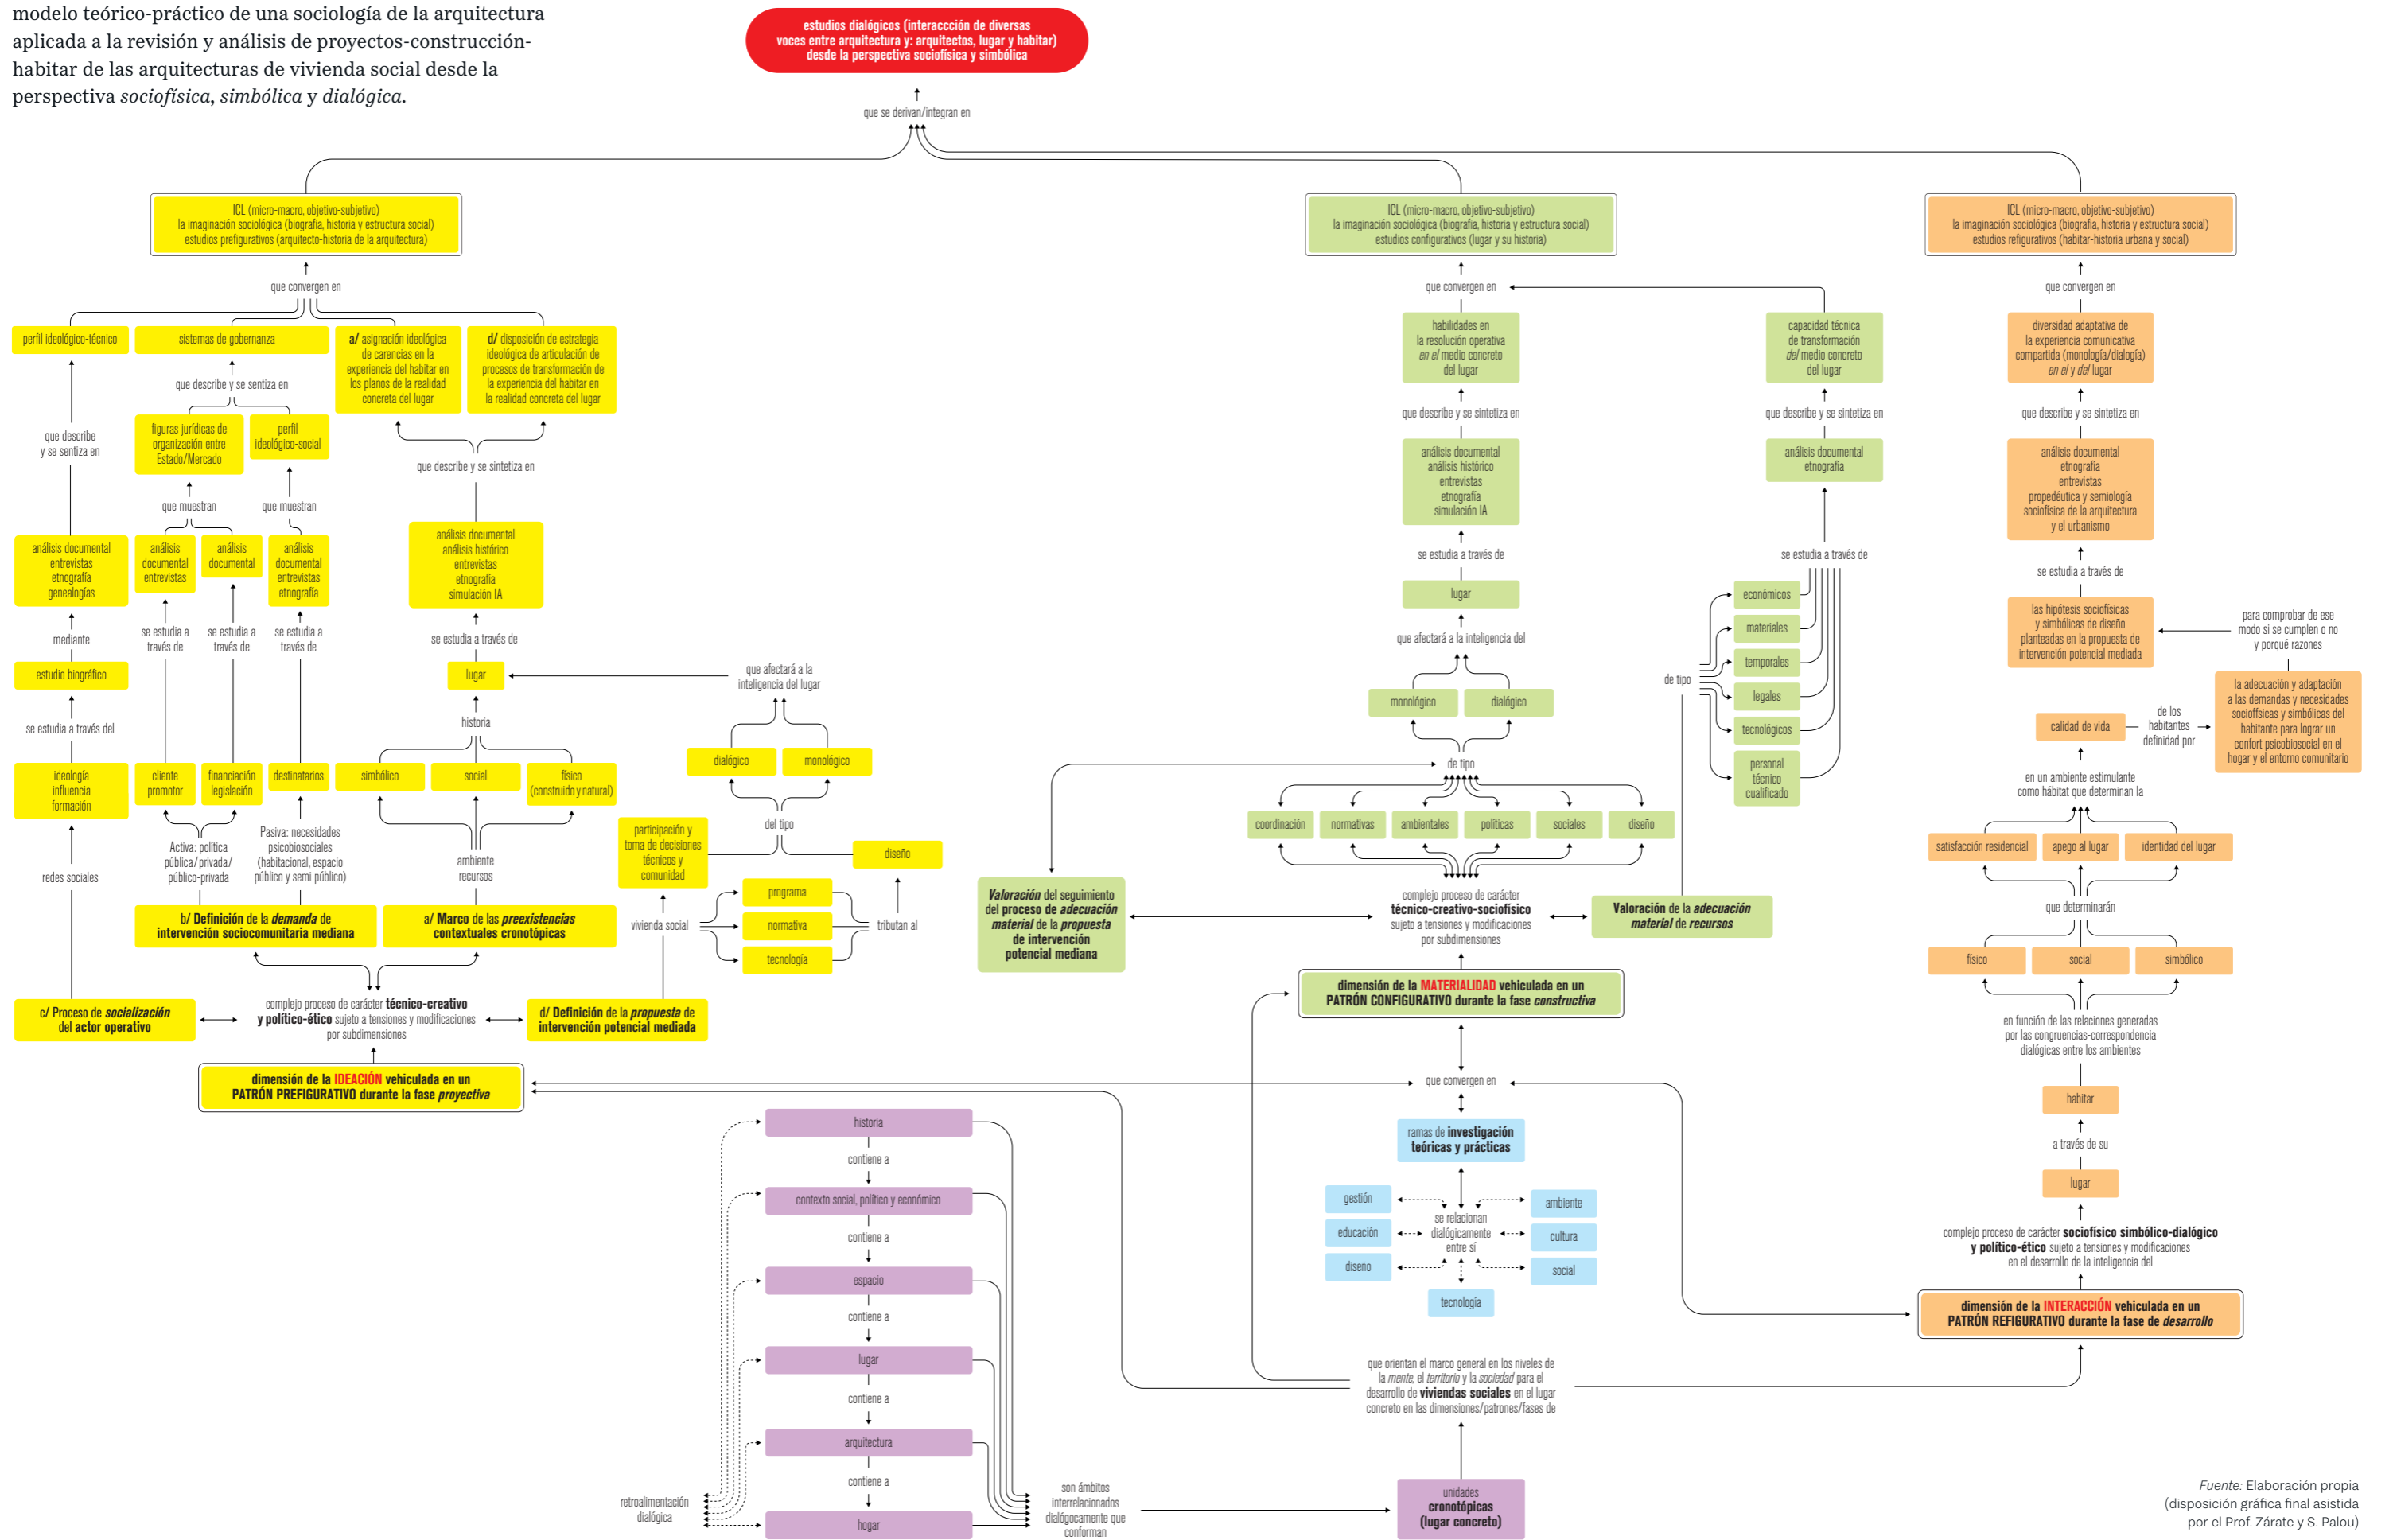 modelo teórico-práctico de una sociología de la arquitectura
aplicada a la revisión y análisis de proyectos-construcción-
habitar de las arquitecturas de vivienda social desde la
perspectiva sociofísica, simbólica y dialógica.
estudios dialógicos (interaccción de diversas
voces entre arquitectura y: arquitectos, lugar y habitar)
desde la perspectiva sociofísica y simbólica
que se derivan/integran en
ICL (micro-macro, objetivo-subjetivo)
la imaginación sociológica (biografia, historia y estructura social)
estudios prefigurativos (arquitecto-historia de la arquitectura)
que convergen en
perfil ideológico-técnico
sistemas de gobernanza
a/ asignación ideológica
de carencias en la
experiencia del habitar en
los planos de la realidad
concreta del lugar
d/ disposición de estrategia
ideológica de articulación de
procesos de transformación de
la experiencia del habitar en
la realidad concreta del lugar
que describe y se sentiza en
que describe
y se sentiza en
figuras jurídicas de
organización entre
Estado/Mercado
perfil
ideológico-social
que describe y se sintetiza en
que muestran
que muestran
análisis documental
entrevistas
etnografía
genealogías
análisis
documental
entrevistas
análisis
documental
análisis
documental
entrevistas
etnografía
análisis documental
análisis histórico
entrevistas
etnografía
simulación IA
mediante
se estudia a
través de
se estudia a
través de
se estudia a
través de
se estudia a través de
estudio biográfico
lugar
que afectará a la
inteligencia del lugar
se estudia a través del
historia
dialógico
monológico
ideología
influencia
formación
cliente
promotor
financiación
legislación
destinatarios
simbólico
social
físico
(construido y natural)
del tipo
redes sociales
Activa: política
pública/privada/
público-privada
Pasiva: necesidades
psicobiosociales
(habitacional, espacio
público y semi público)
ambiente
recursos
participación y
toma de decisiones
técnicos y
comunidad
diseño
b/ Definición de la demanda de
intervención sociocomunitaria mediana
a/ Marco de las preexistencias
contextuales cronotópicas
vivienda social
programa
normativa
tecnología
tributan al
c/ Proceso de socialización
del actor operativo
complejo proceso de carácter técnico-creativo
y político-ético sujeto a tensiones y modificaciones
por subdimensiones
d/ Definición de la propuesta de
intervención potencial mediada
dimensión de la IDEACIÓN vehiculada en un
PATRÓN PREFIGURATIVO durante la fase proyectiva
ICL (micro-macro, objetivo-subjetivo)
la imaginación sociológica (biografía, historia y estructura social)
estudios configurativos (lugar y su historia)
que convergen en
habilidades en
la resolución operativa
en el medio concreto
del lugar
capacidad técnica
de transformación
del medio concreto
del lugar
que describe y se sintetiza en
que describe y se sintetiza en
análisis documental
análisis histórico
entrevistas
etnografía
simulación IA
análisis documental
etnografía
se estudia a través de
se estudia a través de
lugar
que afectará a la inteligencia del
monológico
dialógico
de tipo
económicos
materiales
temporales
legales
tecnológicos
personal
técnico
cualificado
de tipo
coordinación
normativas
ambientales
políticas
sociales
diseño
Valoración del seguimiento
del proceso de adecuación
material de la propuesta
de intervención
potencial mediana
complejo proceso de carácter
técnico-creativo-sociofísico
sujeto a tensiones y modificaciones
por subdimensiones
Valoración de la adecuación
material de recursos
dimensión de la MATERIALIDAD vehiculada en un
PATRÓN CONFIGURATIVO durante la fase constructiva
que convergen en
ramas de investigación
teóricas y prácticas
gestión
educación
diseño
se relacionan
dialógicamente
entre sí
ambiente
cultura
social
tecnología
que orientan el marco general en los niveles de
la mente, el territorio y la sociedad para el
desarrollo de viviendas sociales en el lugar
concreto en las dimensiones/patrones/fases de
unidades
cronotópicas
(lugar concreto)
historia
contiene a
contexto social, político y económico
contiene a
espacio
contiene a
lugar
contiene a
arquitectura
contiene a
hogar
retroalimentación
dialógica
son ámbitos
interrelacionados
dialógocamente que
conforman
ICL (micro-macro, objetivo-subjetivo)
la imaginación sociológica (biografía, historia y estructura social)
estudios refigurativos (habitar-historia urbana y social)
que convergen en
diversidad adaptativa de
la experiencia comunicativa
compartida (monología/dialogía)
en el y del lugar
que describe y se sintetiza en
análisis documental
etnografía
entrevistas
propedéutica y semiología
sociofísica de la arquitectura
y el urbanismo
se estudia a través de
las hipótesis sociofísicas
y simbólicas de diseño
planteadas en la propuesta de
intervención potencial mediada
para comprobar de ese
modo si se cumplen o no
y porqué razones
la adecuación y adaptación
a las demandas y necesidades
socioffsicas y simbólicas del
habitante para lograr un
confort psicobiosocial en el
hogar y el entorno comunitario
calidad de vida
de los
habitantes
definidad por
en un ambiente estimulante
como hábitat que determinan la
satisfacción residencial
apego al lugar
identidad del lugar
que determinarán
físico
social
simbólico
en función de las relaciones generadas
por las congruencias-correspondencia
dialógicas entre los ambientes
habitar
a través de su
lugar
complejo proceso de carácter sociofísico simbólico-dialógico
y político-ético sujeto a tensiones y modificaciones
en el desarrollo de la inteligencia del
dimensión de la INTERACCIÓN vehiculada en un
PATRÓN REFIGURATIVO durante la fase de desarrollo
Fuente: Elaboración propia
(disposición gráfica final asistida
por el Prof. Zárate y S. Palou)